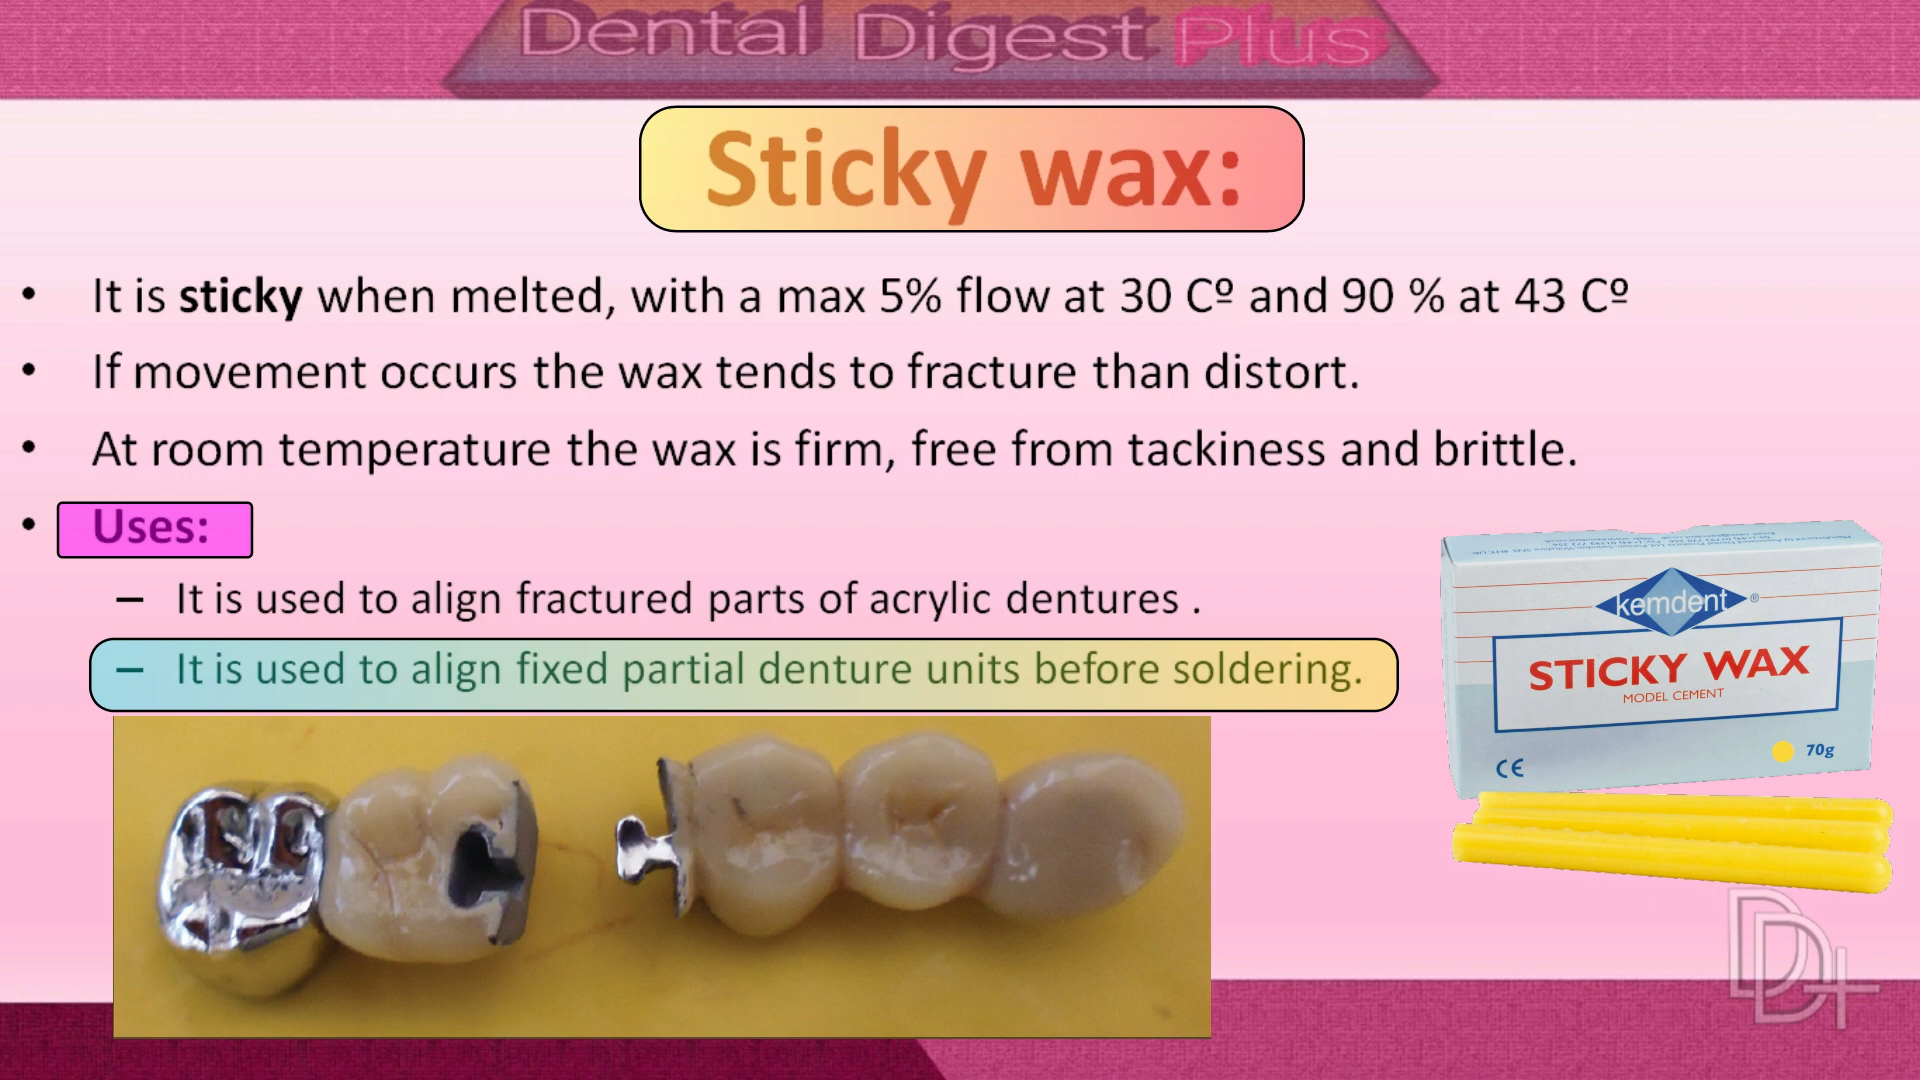 Dental Digest Plus
Sticky wax:
• It is sticky when melted, with a max 5% flow at 30 Cº and 90 % at 43 Cº
• If movement occurs the wax tends to fracture than distort.
• At room temperature the wax is firm, free from tackiness and brittle.
• Uses:
– It is used to align fractured parts of acrylic dentures .
– It is used to align fixed partial denture units before soldering.
kemdent®
STICKY WAX
MODEL CEMENT
CE
70g
DD+